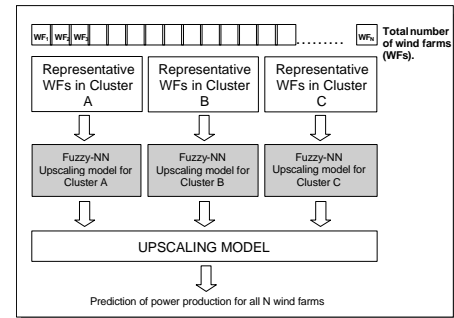 WF1 WF2 WF3 ......... WFN
Total number
of wind farms
(WFs).
Representative
WFs in Cluster
A
Representative
WFs in Cluster
B
Representative
WFs in Cluster
C
Fuzzy-NN
Upscaling model for
Cluster A
Fuzzy-NN
Upscaling model for
Cluster B
Fuzzy-NN
Upscaling model for
Cluster C
UPSCALING MODEL
Prediction of power production for all N wind farms